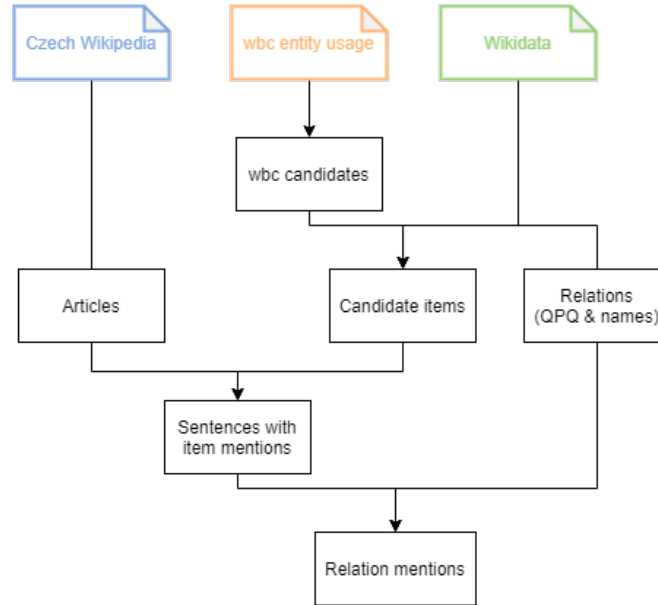 Czech Wikipedia
wbc entity usage
Wikidata
wbc candidates
Articles
Candidate items
Relations
(QPQ & names)
Sentences with
item mentions
Relation mentions